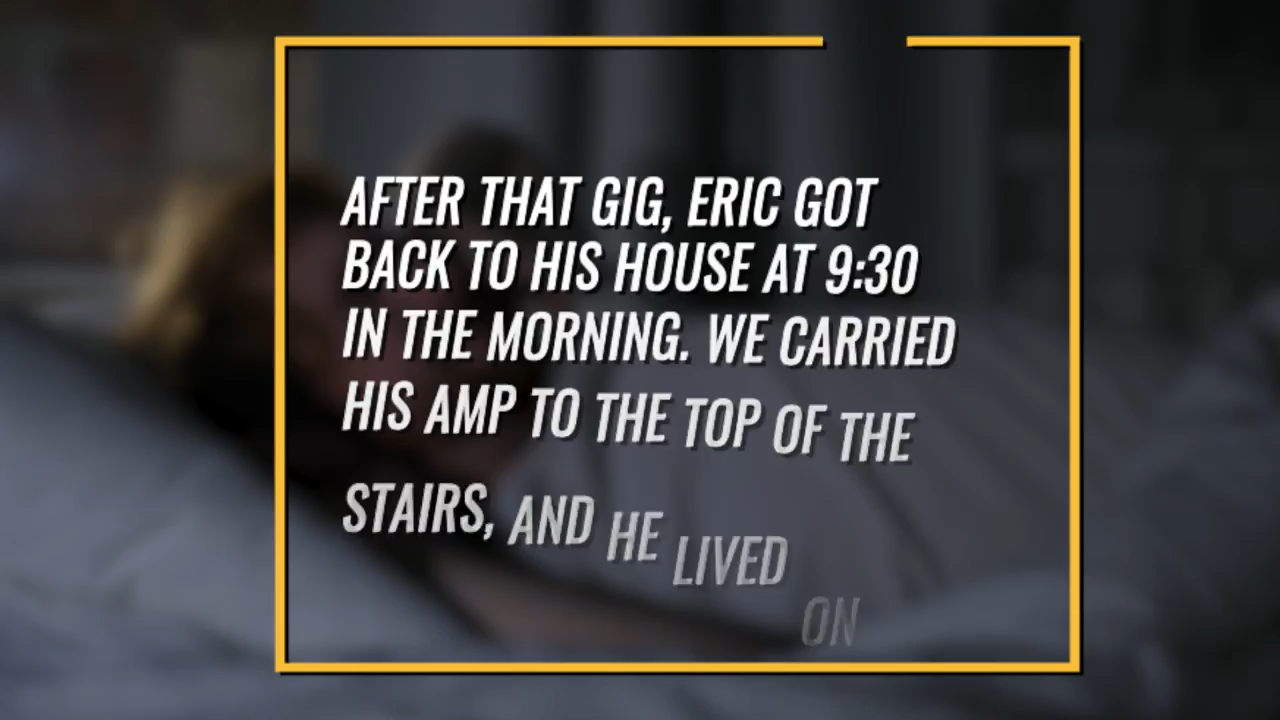 AFTER THAT GIG, ERIC GOT
BACK TO HIS HOUSE AT 9:30
IN THE MORNING. WE CARRIED
HIS AMP TO THE TOP OF THE
STAIRS, AND HE LIVED
ON